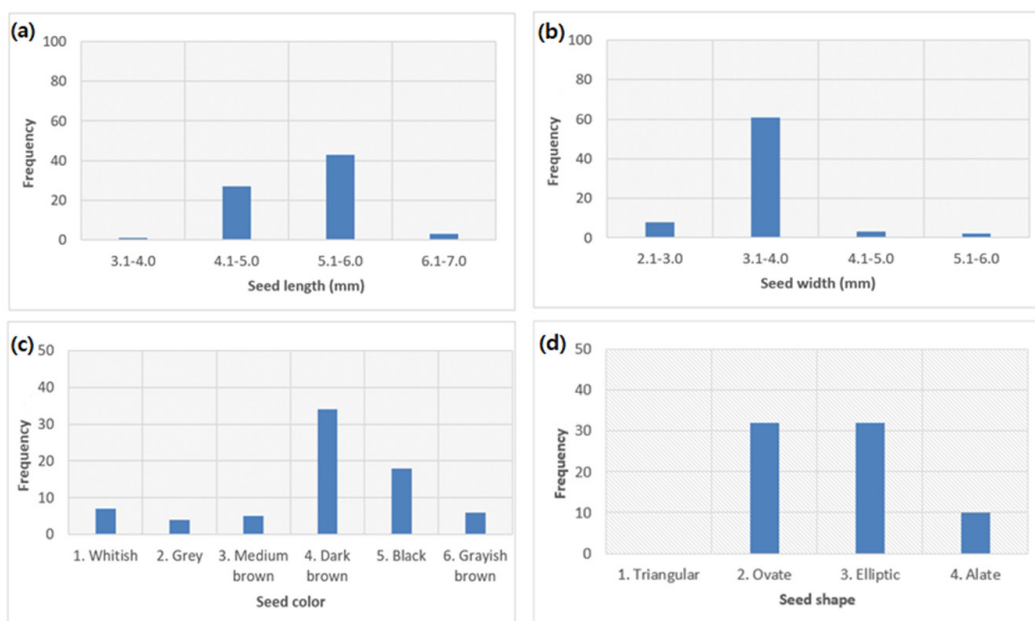 (a)
100
80
60
40
20
0
Frequency
3.1-4.0 4.1-5.0 5.1-6.0 6.1-7.0
Seed length (mm)
(b)
100
80
60
40
20
0
Frequency
2.1-3.0 3.1-4.0 4.1-5.0 5.1-6.0
Seed width (mm)
(c)
50
40
30
20
10
0
Frequency
1. Whitish 2. Grey 3. Medium 4. Dark 5. Black 6. Grayish
brown brown brown
Seed color
(d)
50
40
30
20
10
0
Frequency
1. Triangular 2. Ovate 3. Elliptic 4. Alate
Seed shape